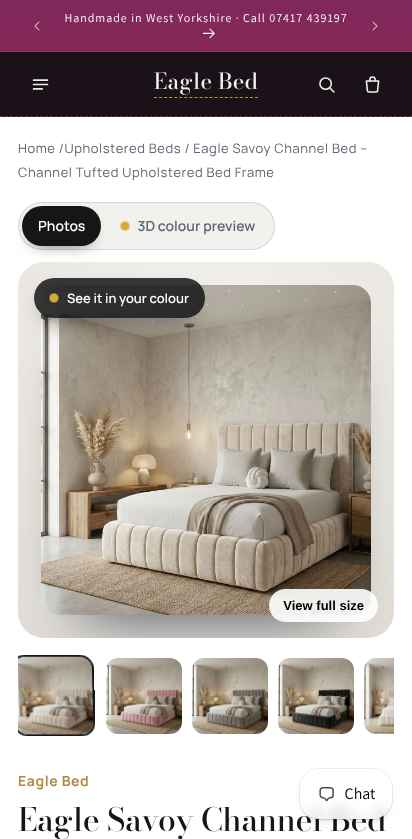 Handmade in West Yorkshire · Call 07417 439197
Eagle Bed
Home /Upholstered Beds / Eagle Savoy Channel Bed –
Channel Tufted Upholstered Bed Frame
Photos
3D colour preview
See it in your colour
View full size
Eagle Bed
Chat
Eagle Savoy Channel Bed